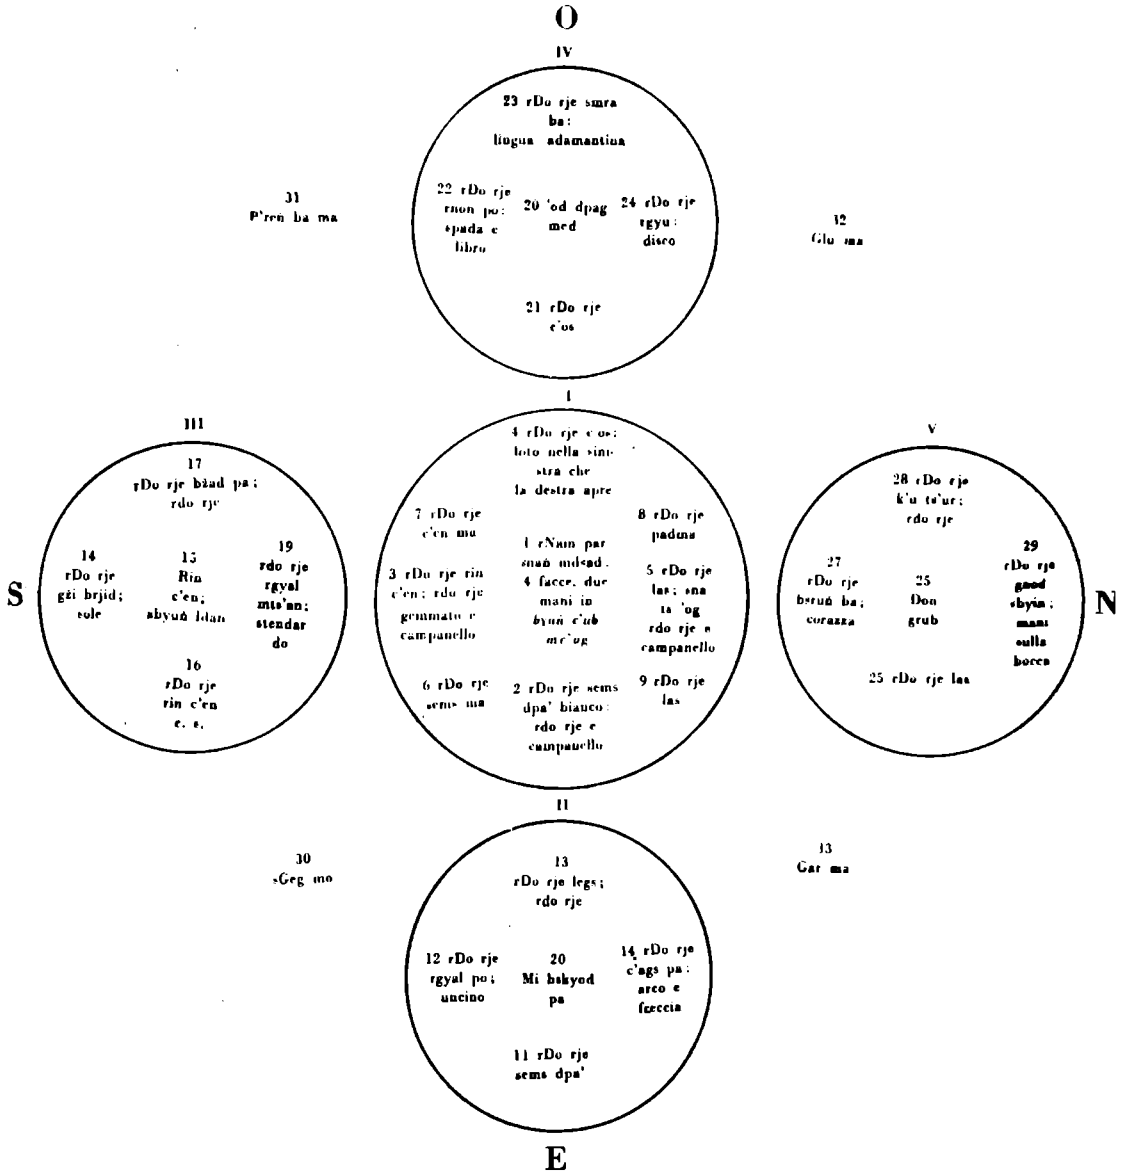 O
IV
23 rDo rje smra
ba:
lingua adamantina
22 rDo rje
rnon po:
spada e
libro
20 'od dpag
med
24 rDo rje
rgyu:
disco
21 rDo rje
c'os
31
P'reṅ ba ma
32
Glu ma
I
4 rDo rje c'os:
loto nella sini-
stra che
la destra apre
7 rDo rje
c'en ma
8 rDo rje
padma
3 rDo rje rin
c'en; rdo rje
gemmato e
campanello
1 rNam par
snaṅ mdsad.
4 facce. due
mani in
byaṅ c'ub
mc'og
5 rDo rje
las; sna
ts'og
rdo rje e
campanello
6 rDo rje
sems ma
2 rDo rje sems
dpa' bianco:
rdo rje e
campanello
9 rDo rje
las
III
17
rDo rje bžad pa;
rdo rje
14
rDo rje
gži brjid;
sole
15
Rin
c'en;
abyuṅ ldan
19
rdo rje
rgyal
mts'an;
stendar
do
16
rDo rje
rin c'en
c. s.
S
V
28 rDo rje
k'u ts'ur;
rdo rje
27
rDo rje
bsruṅ ba;
corazza
25
Don
grub
29
rDo rje
gnod
sbyin;
mani
sulla
bocca
25 rDo rje las
N
II
13
rDo rje legs;
rdo rje
12 rDo rje
rgyal po;
uncino
20
Mi bskyod
pa
14 rDo rje
c'ags pa:
arco e
freccia
11 rDo rje
sems dpa'
30
sGeg mo
33
Gar ma
E